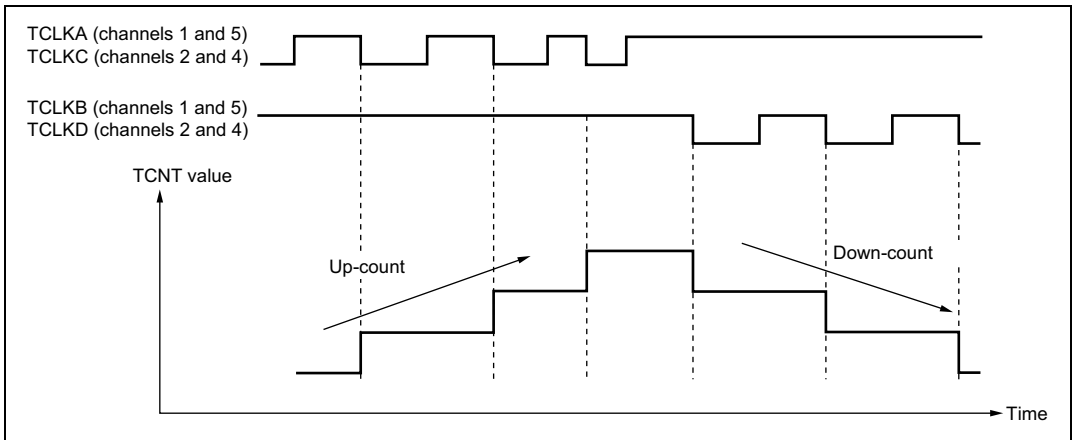 TCLKA (channels 1 and 5)
TCLKC (channels 2 and 4)
TCLKB (channels 1 and 5)
TCLKD (channels 2 and 4)
TCNT value
Up-count
Down-count
Time